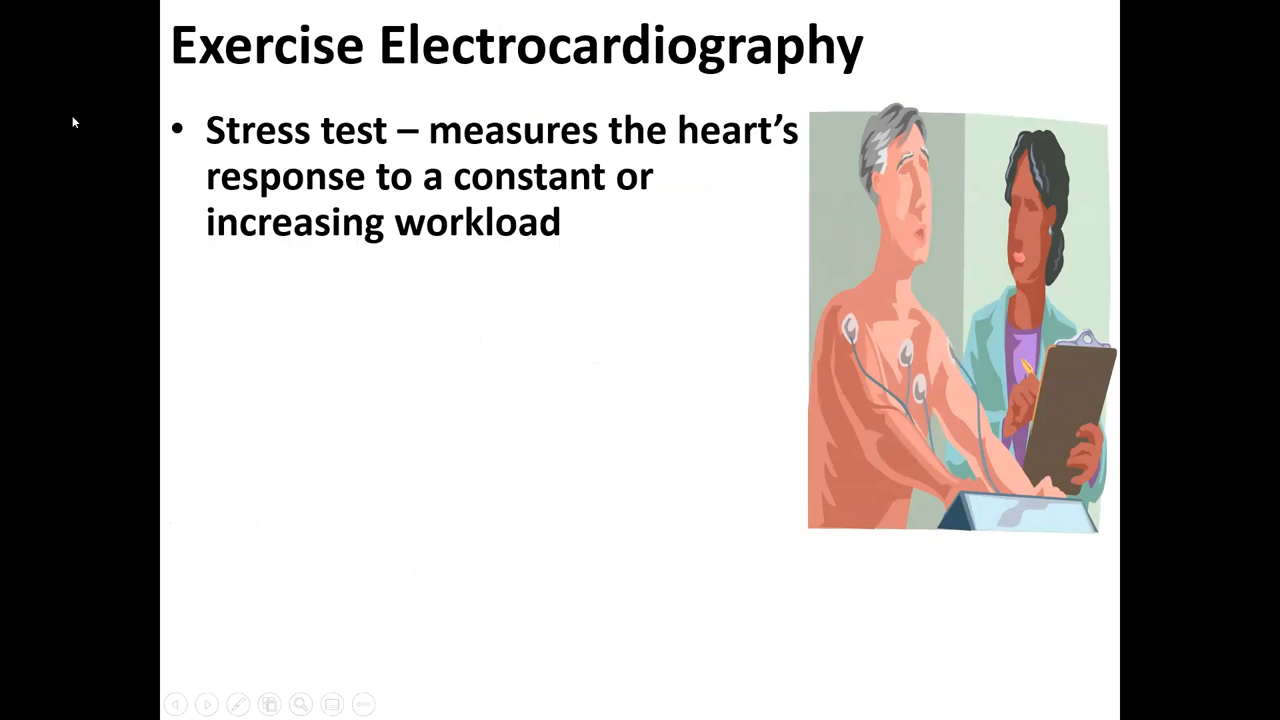 Exercise Electrocardiography
• Stress test – measures the heart’s
response to a constant or
increasing workload